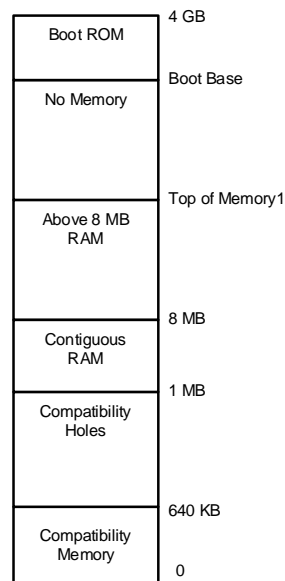 4 GB
Boot ROM
Boot Base
No Memory
Top of Memory1
Above 8 MB
RAM
8 MB
Contiguous
RAM
1 MB
Compatibility
Holes
640 KB
Compatibility
Memory
0